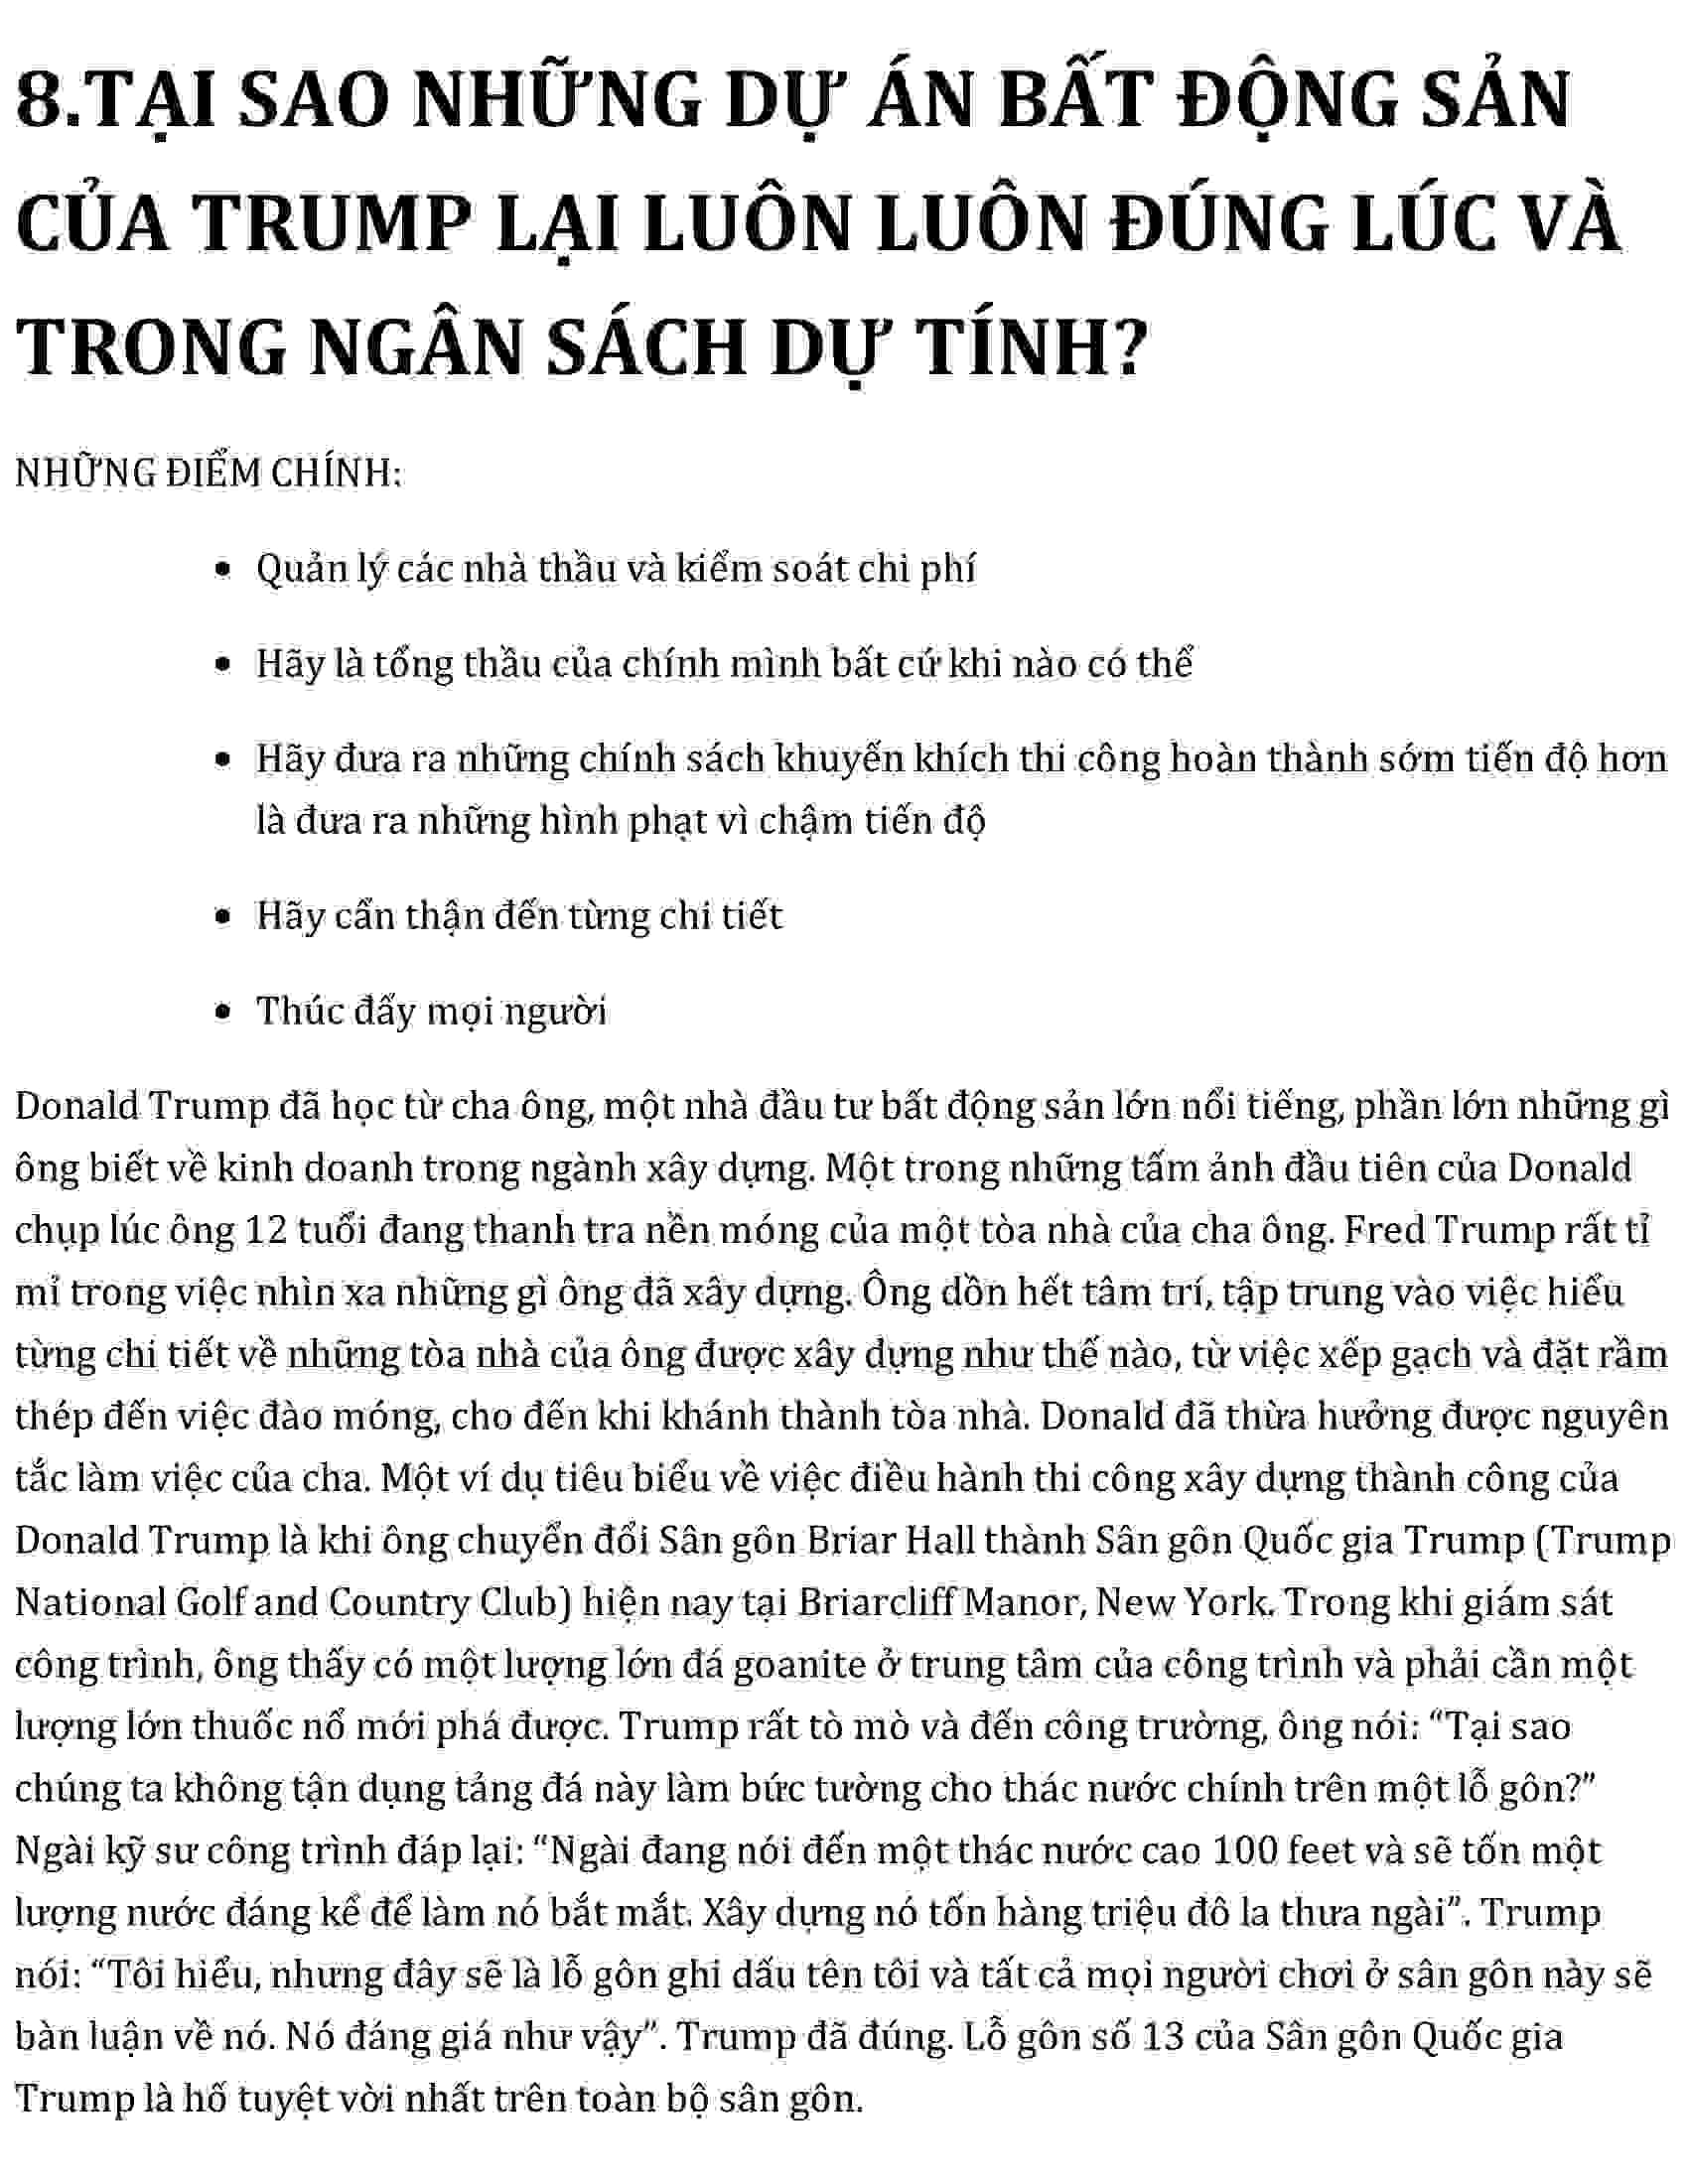 8.TẠI SAO NHỮNG DỰ ÁN BẤT ĐỘNG SẢN
CỦA TRUMP LẠI LUÔN LUÔN ĐÚNG LÚC VÀ
TRONG NGÂN SÁCH DỰ TÍNH?
NHỮNG ĐIỂM CHÍNH:
• Quản lý các nhà thầu và kiểm soát chi phí
• Hãy là tổng thầu của chính mình bất cứ khi nào có thể
• Hãy đưa ra những chính sách khuyến khích thi công hoàn thành sớm tiến độ hơn
là đưa ra những hình phạt vì chậm tiến độ
• Hãy cẩn thận đến từng chi tiết
• Thúc đẩy mọi người
Donald Trump đã học từ cha ông, một nhà đầu tư bất động sản lớn nổi tiếng, phần lớn những gì
ông biết về kinh doanh trong ngành xây dựng. Một trong những tấm ảnh đầu tiên của Donald
chụp lúc ông 12 tuổi đang thanh tra nền móng của một tòa nhà của cha ông. Fred Trump rất tỉ
mỉ trong việc nhìn xa những gì ông đã xây dựng. Ông dồn hết tâm trí, tập trung vào việc hiểu
từng chi tiết về những tòa nhà của ông được xây dựng như thế nào, từ việc xếp gạch và đặt rầm
thép đến việc đào móng, cho đến khi khánh thành tòa nhà. Donald đã thừa hưởng được nguyên
tắc làm việc của cha. Một ví dụ tiêu biểu về việc điều hành thi công xây dựng thành công của
Donald Trump là khi ông chuyển đổi Sân gôn Briar Hall thành Sân gôn Quốc gia Trump (Trump
National Golf and Country Club) hiện nay tại Briarcliff Manor, New York. Trong khi giám sát
công trình, ông thấy có một lượng lớn đá goanite ở trung tâm của công trình và phải cần một
lượng lớn thuốc nổ mới phá được. Trump rất tò mò và đến công trường, ông nói: “Tại sao
chúng ta không tận dụng tảng đá này làm bức tường cho thác nước chính trên một lỗ gôn?”
Ngài kỹ sư công trình đáp lại: “Ngài đang nói đến một thác nước cao 100 feet và sẽ tốn một
lượng nước đáng kể để làm nó bắt mắt. Xây dựng nó tốn hàng triệu đô la thưa ngài”. Trump
nói: “Tôi hiểu, nhưng đây sẽ là lỗ gôn ghi dấu tên tôi và tất cả mọi người chơi ở sân gôn này sẽ
bàn luận về nó. Nó đáng giá như vậy”. Trump đã đúng. Lỗ gôn số 13 của Sân gôn Quốc gia
Trump là hố tuyệt vời nhất trên toàn bộ sân gôn.